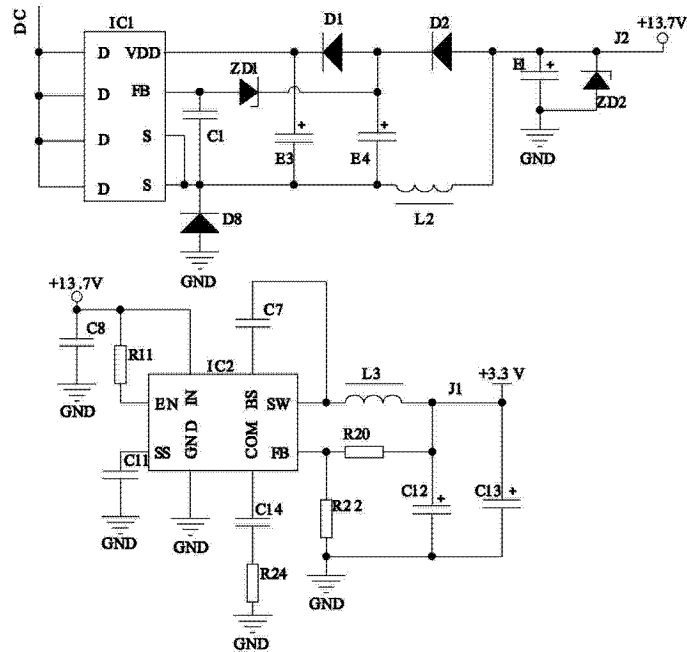 DC
IC1
D1
D2
J2
+13.7V
D
VDD
ZD1
E1
D
FB
ZD2
D
S
C1
E3
E4
GND
D
S
L2
D8
GND
+13.7V
C7
C8
R11
IC2
L3
J1
+3.3 V
GND
EN
IN
BS
SW
SS
GND
COM
FB
R20
C11
C12
C13
GND
GND
C14
R22
R24
GND
GND